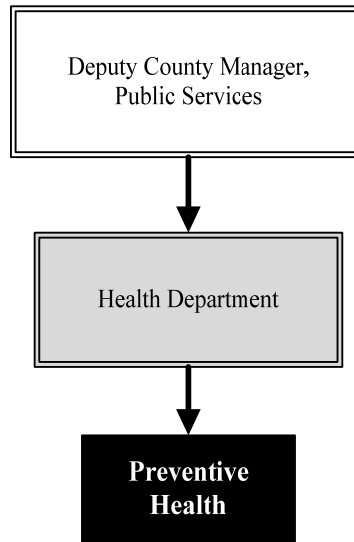 Deputy County Manager,
Public Services
Health Department
Preventive
Health